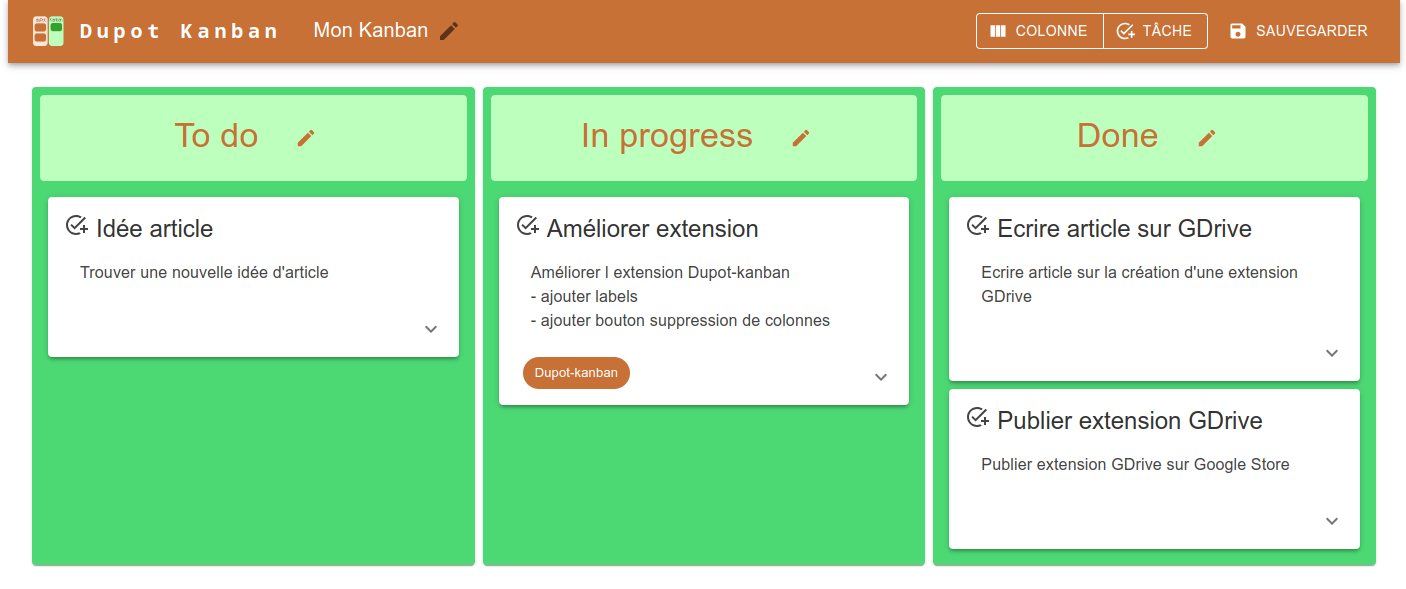 Dupot Kanban Mon Kanban COLONNE TÂCHE SAUVEGARDER
To do
Idée article
Trouver une nouvelle idée d'article
In progress
Améliorer extension
Améliorer l extension Dupot-kanban
- ajouter labels
- ajouter bouton suppression de colonnes
Dupot-kanban
Done
Ecrire article sur GDrive
Ecrire article sur la création d'une extension
GDrive
Publier extension GDrive
Publier extension GDrive sur Google Store